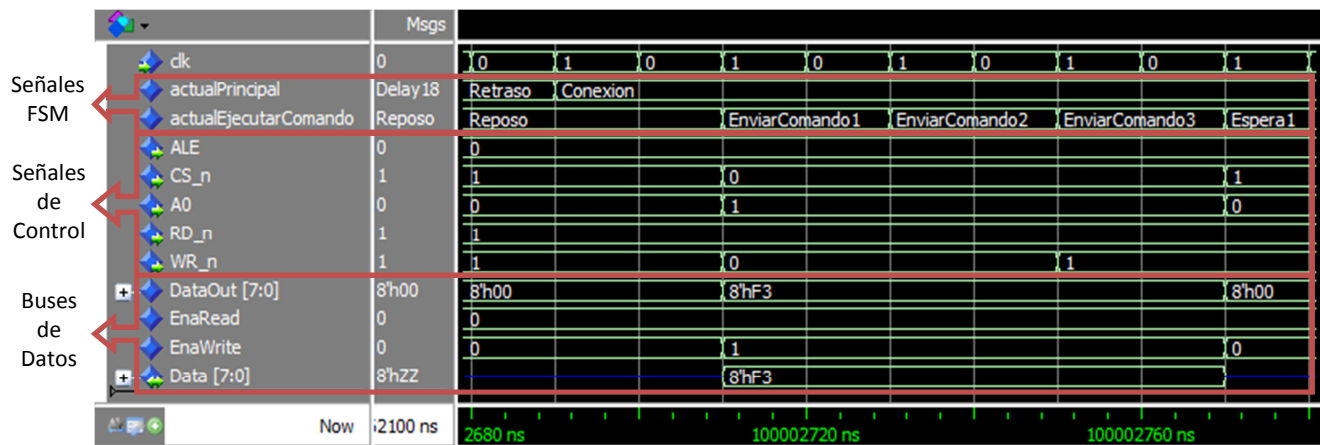 Msgs
clk 0 0 1 0 1 0 1 0 1 0 1
Señales
FSM
actualPrincipal Delay18 Retraso Conexion
actualEjecutarComando Reposo Reposo EnviarComando1 EnviarComando2 EnviarComando3 Espera1
Señales
de
Control
ALE 0 0
CS_n 1 1 0 1
A0 0 0 1 0
RD_n 1 1
WR_n 1 1 0 1
Buses
de
Datos
DataOut [7:0] 8'h00 8'h00 8'hF3 8'h00
EnaRead 0 0
EnaWrite 0 0 1 0
Data [7:0] 8'hZZ 8'hF3
Now 2100 ns 2680 ns 100002720 ns 100002760 ns